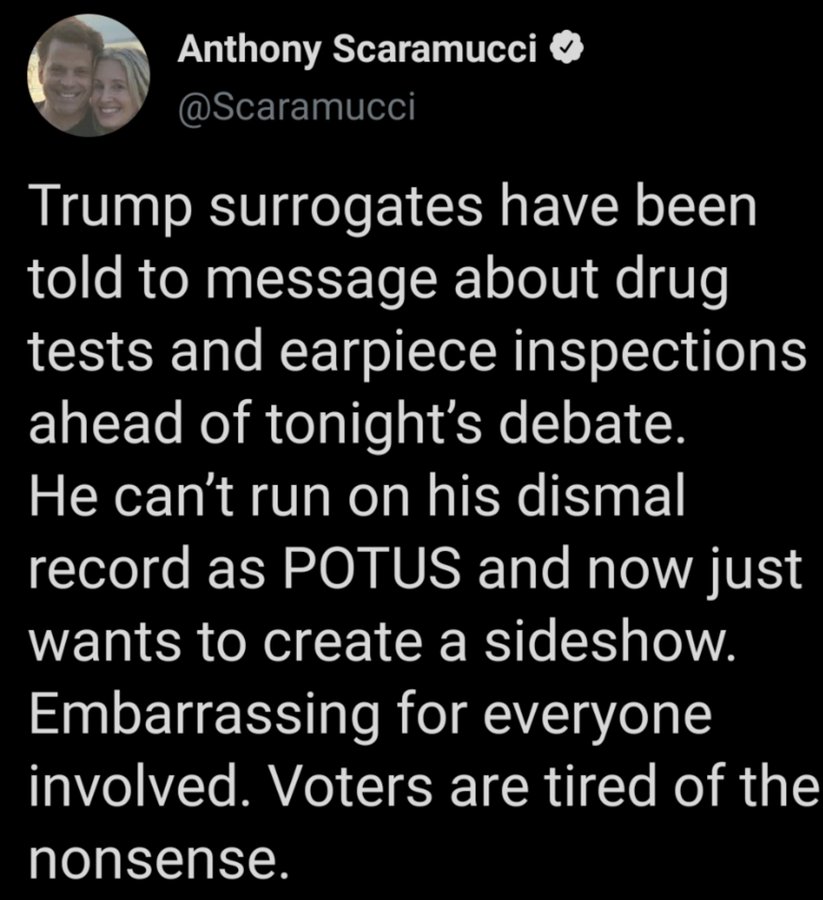 Anthony Scaramucci
@Scaramucci
Trump surrogates have been
told to message about drug
tests and earpiece inspections
ahead of tonight’s debate.
He can’t run on his dismal
record as POTUS and now just
wants to create a sideshow.
Embarrassing for everyone
involved. Voters are tired of the
nonsense.